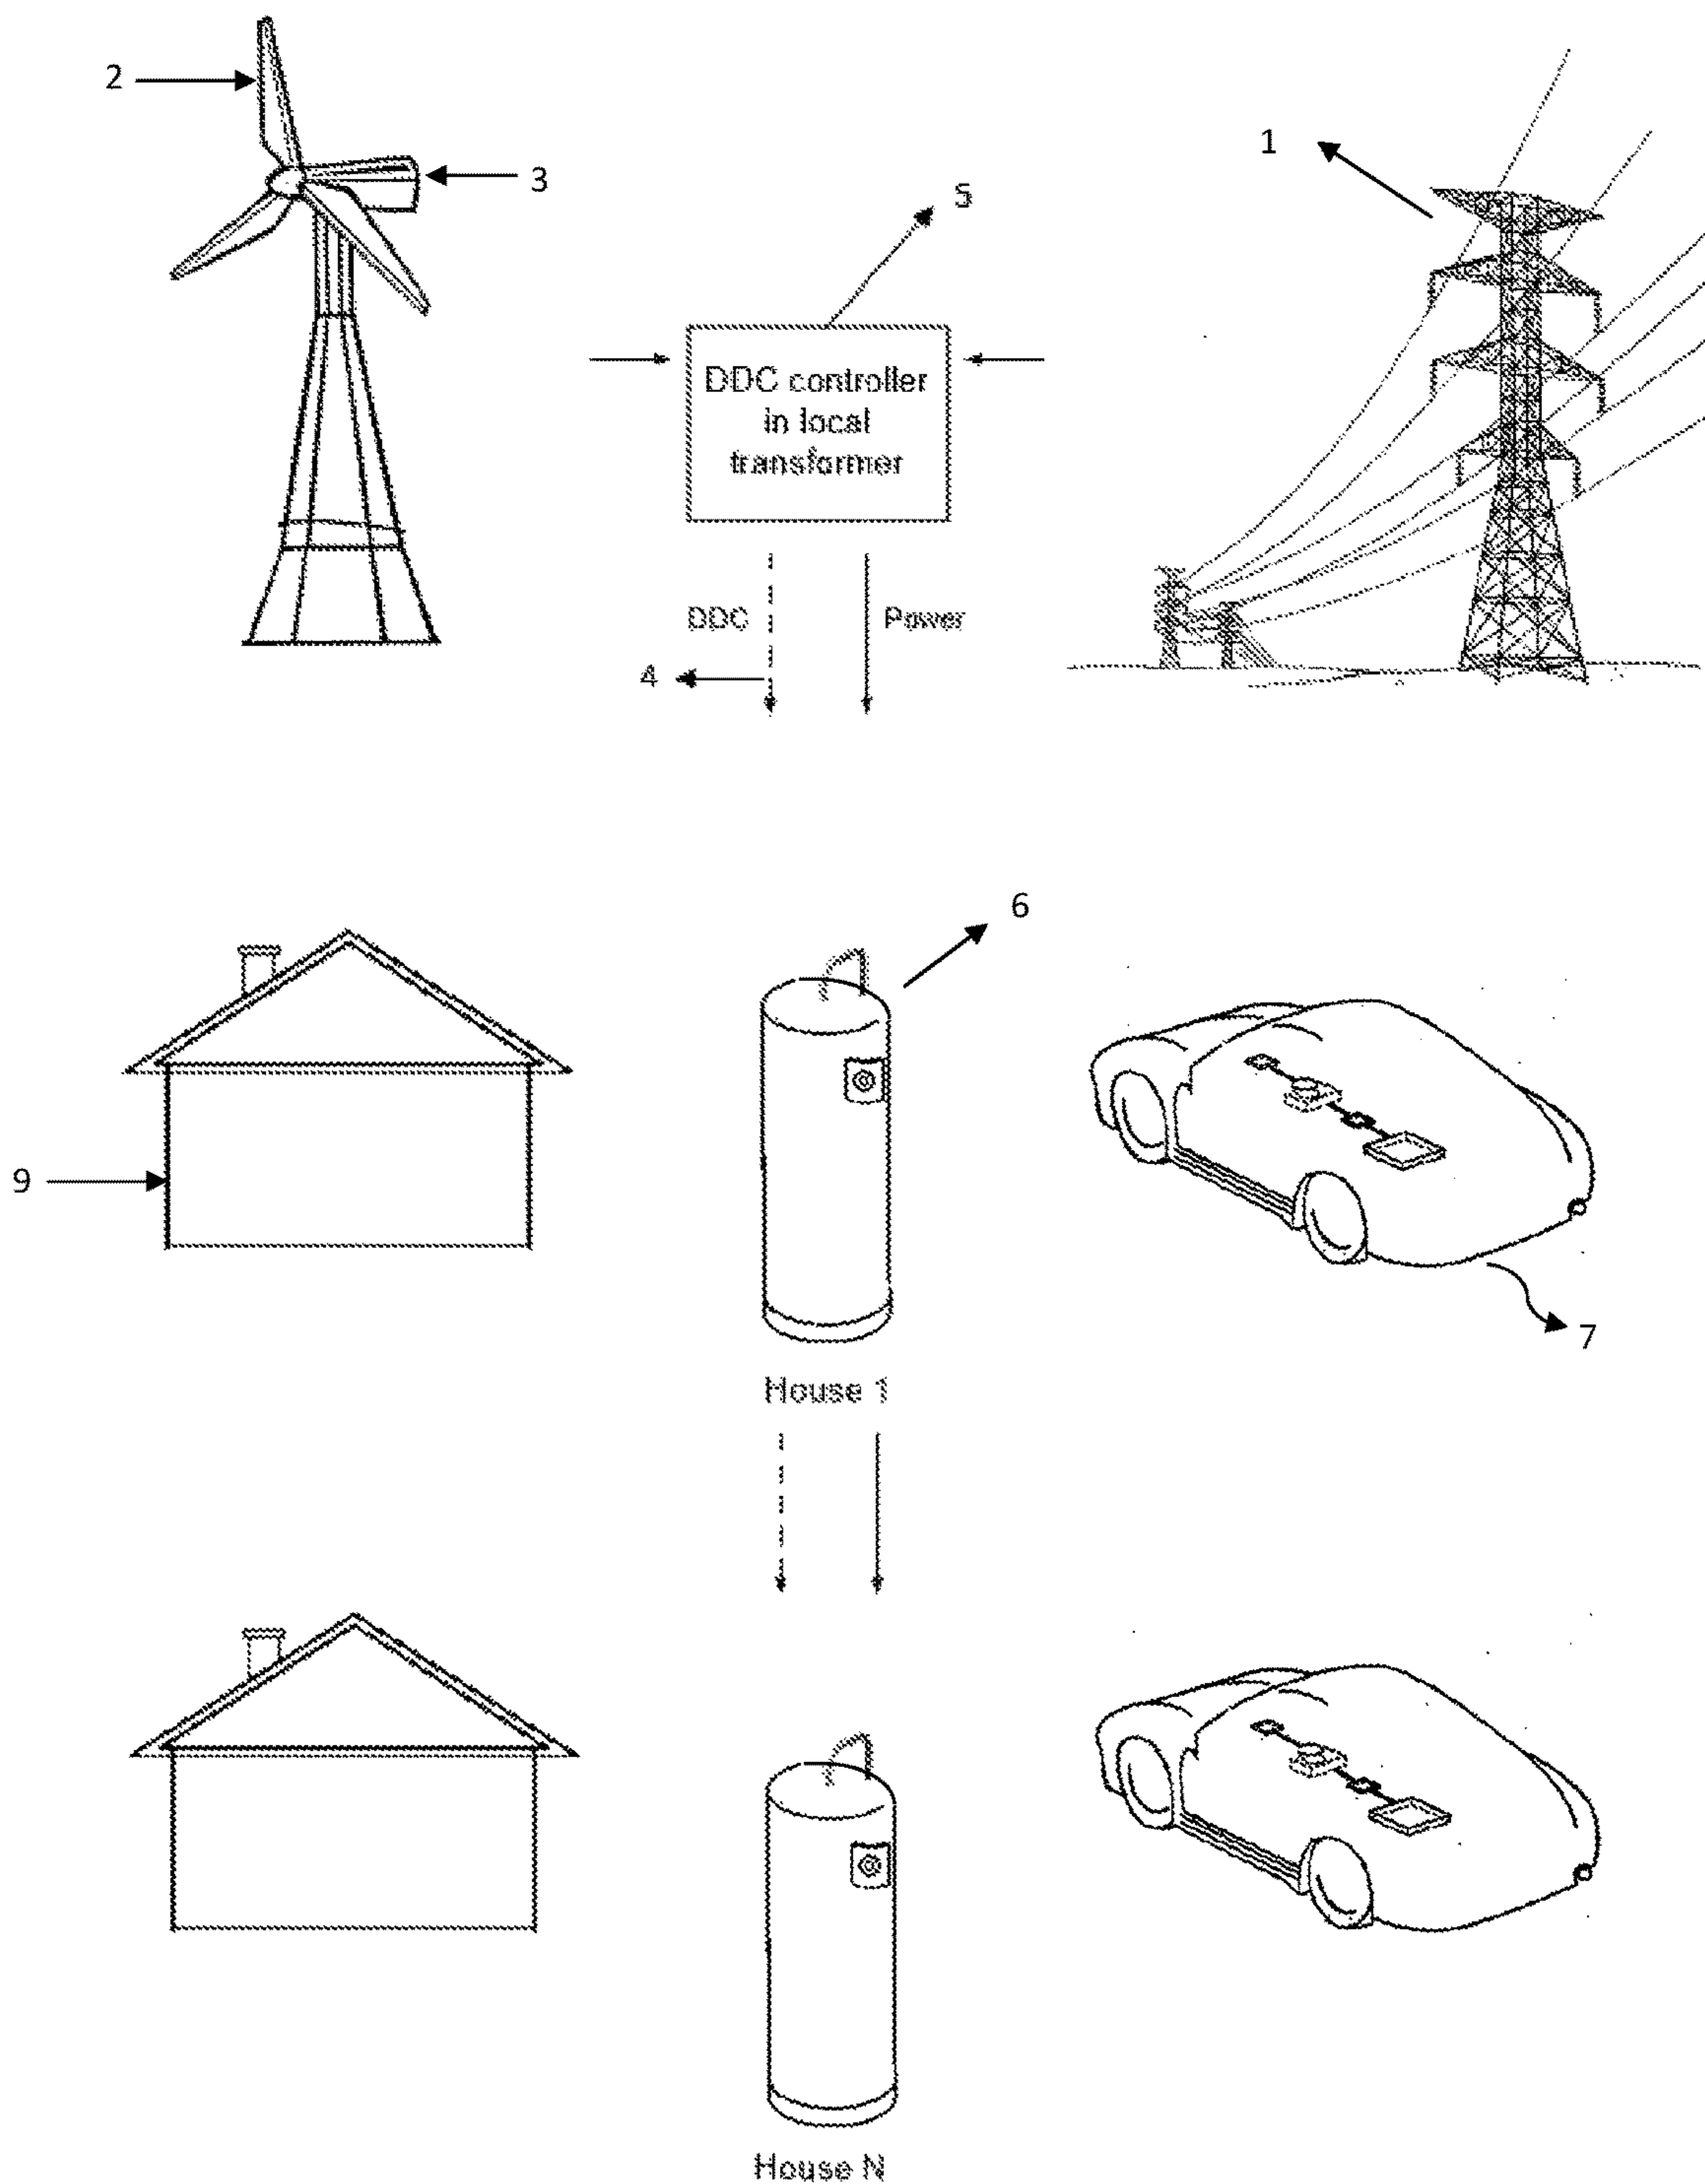 2
1
3
5
DDC controller
in local
transformer
DDC
Power
4
6
9
7
House 1
House N